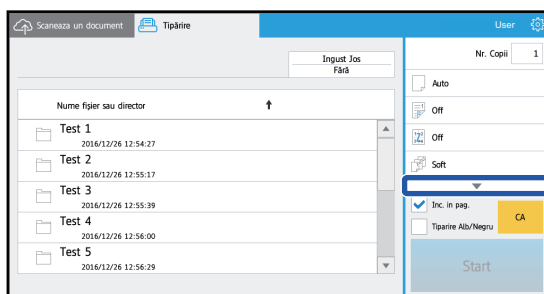 Scaneaza un document
Tipărire
User
Ingust Jos
Fără
Nr. Copii 1
Auto
Off
Off
Soft
Nume fișier sau director
Test 1
2016/12/26 12:54:27
Test 2
2016/12/26 12:55:17
Test 3
2016/12/26 12:55:39
Test 4
2016/12/26 12:56:00
Test 5
2016/12/26 12:56:29
Inc. in pag.
Tiparire Alb/Negru
CA
Start